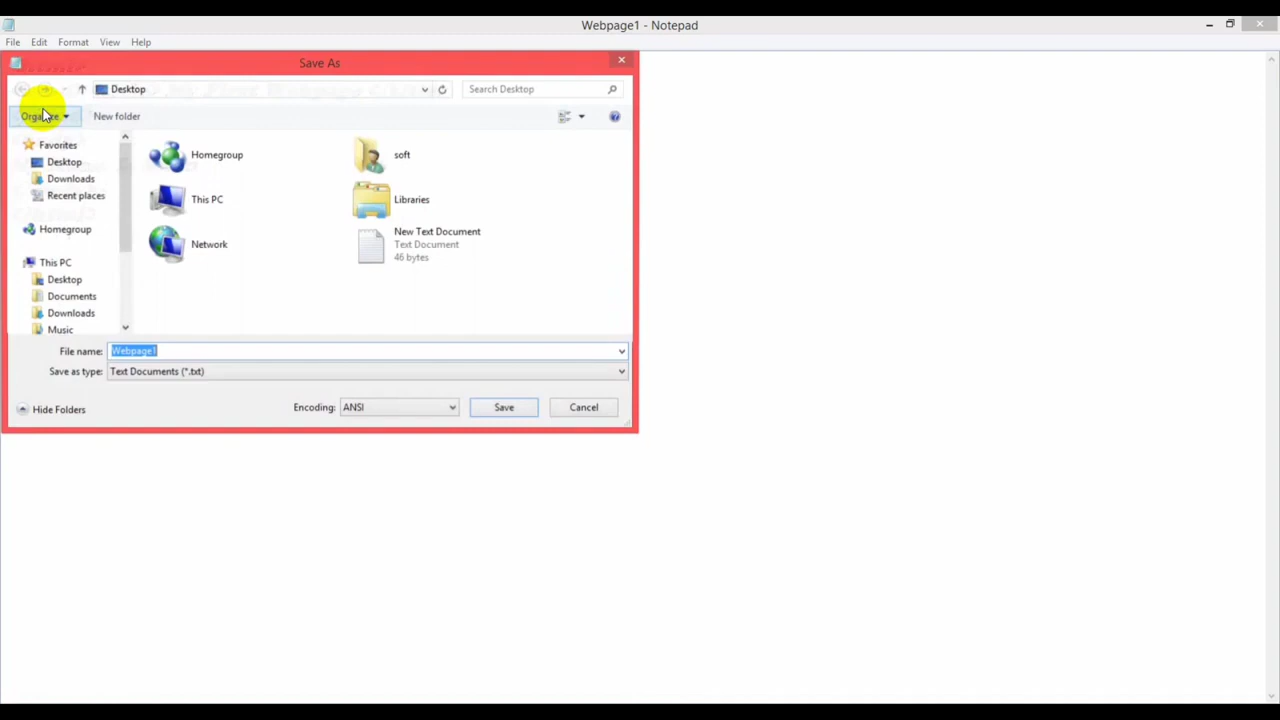 Webpage1 - Notepad
File Edit Format View Help
Save As
Desktop
Search Desktop
Organize
New folder
Favorites
Desktop
Downloads
Recent places
Homegroup
This PC
Desktop
Documents
Downloads
Music
Homegroup
soft
This PC
Libraries
Network
New Text Document
Text Document
46 bytes
File name: Webpage1
Save as type: Text Documents (*.txt)
Hide Folders
Encoding: ANSI
Save
Cancel